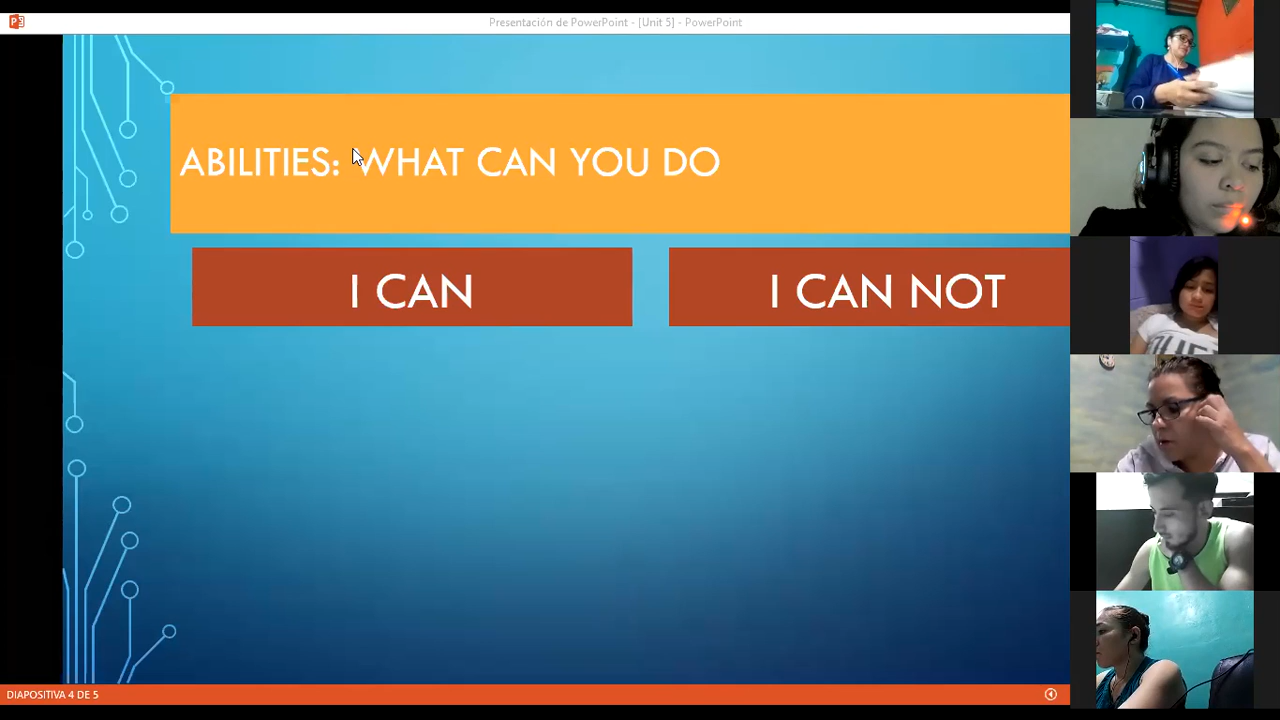 Presentación de PowerPoint - [Unit 5] - PowerPoint
ABILITIES: WHAT CAN YOU DO
I CAN
I CAN NOT
DIAPOSITIVA 4 DE 5